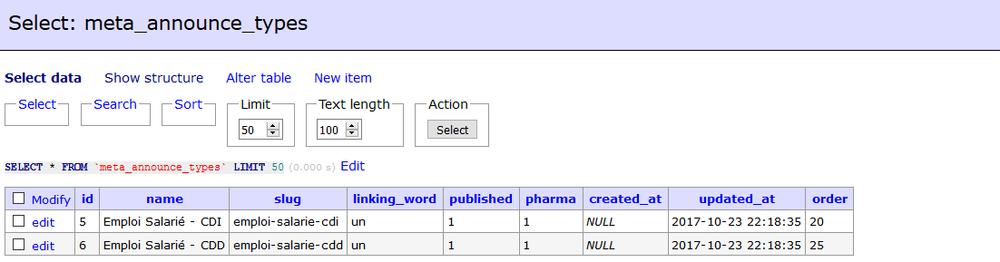 Select: meta_announce_types
Select data Show structure Alter table New item
Select Search Sort Limit Text length Action
50 100 Select
SELECT * FROM `meta_announce_types` LIMIT 50 (0.000 s) Edit
Modify id name slug linking_word published pharma created_at updated_at order
edit 5 Emploi Salarié - CDI emploi-salarie-cdi un 1 1 NULL 2017-10-23 22:18:35 20
edit 6 Emploi Salarié - CDD emploi-salarie-cdd un 1 1 NULL 2017-10-23 22:18:35 25